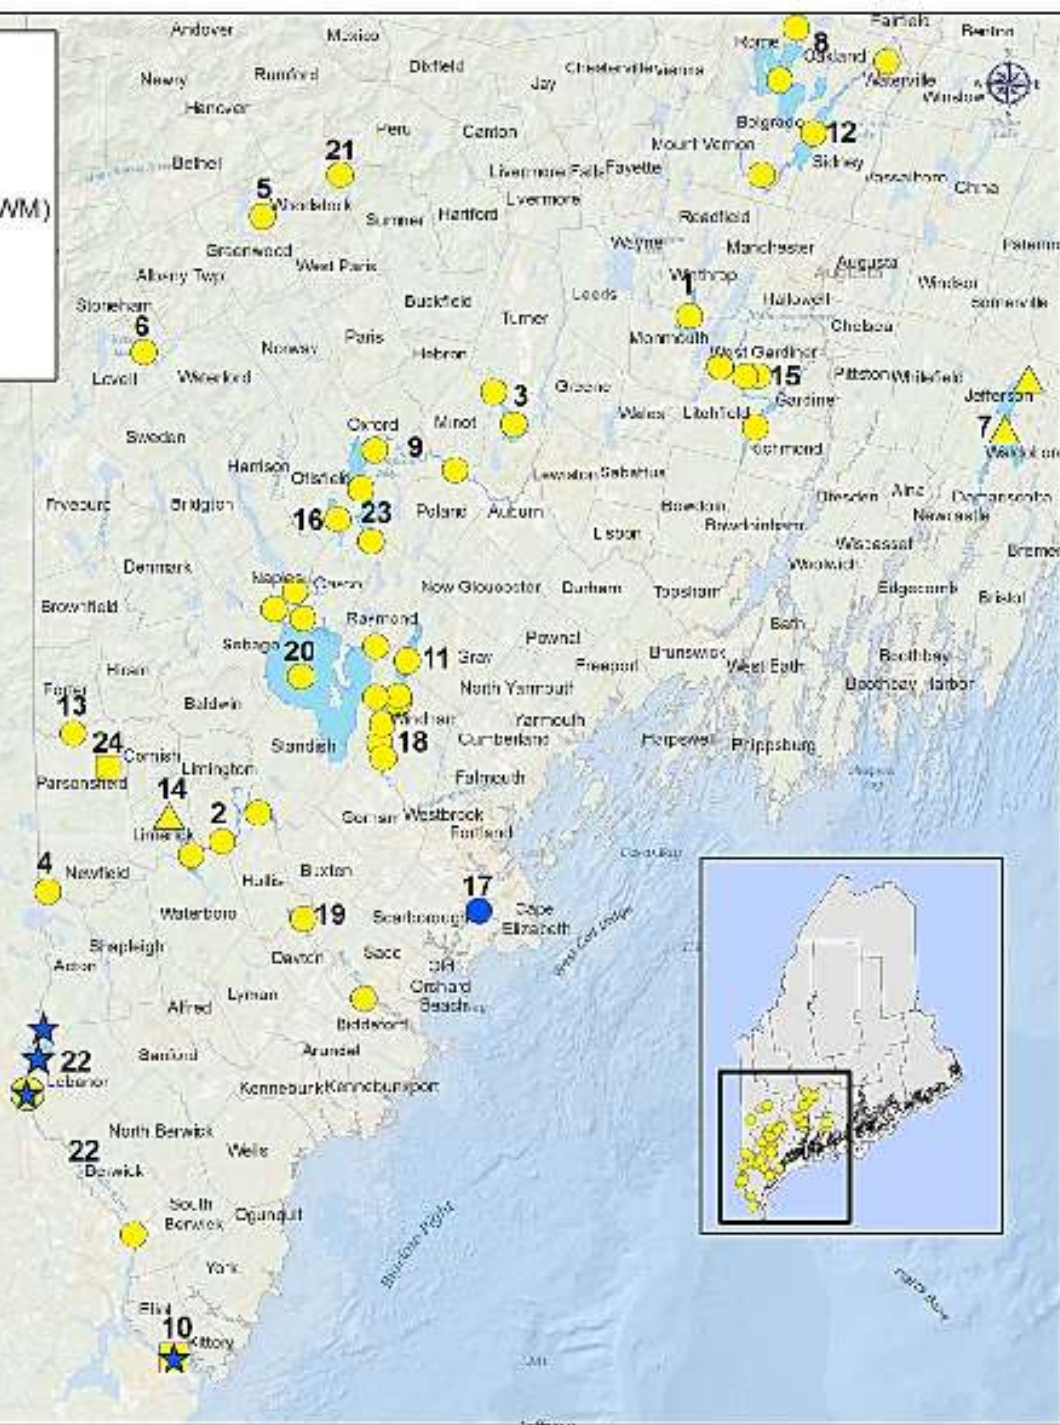 Andover
Mexico
Fairfield
Benton
Rome
8
Oakland
Newry
Rumford
Dixfield
Jay
Chesterville
Vienna
Waterville
Winslow
Hanover
Peru
Canton
Belgrade
12
Mount Vernon
Sidney
21
Bethel
Livermore Falls
Fayette
Vassalboro
China
5
Woodstock
Livermore
WM)
Sumner
Hartford
Readfield
Greenwood
Wayne
Manchester
West Paris
Albany Twp
Augusta
Winthrop
1
Windsor
Stoneham
Buckfield
Leeds
Hallowell
Somerville
Turner
6
Paris
Monmouth
Chelsea
Norway
Hebron
West Gardiner
Lovell
Waterford
3
Greene
15
Pittston
Whitefield
Jefferson
Gardiner
Wales
Litchfield
Oxford
Minot
7
Sweden
9
Richmond
Harrison
Otisfield
Lewiston
Sabattus
Fryeburg
Bridgton
16
23
Poland
Auburn
Bowdoin
Dresden
Alna
Damariscotta
Newcastle
Lisbon
Bowdoinham
Wiscasset
Denmark
Woolwich
Naples
Casco
New Gloucester
Durham
Topsham
Edgecomb
Bristol
Brownfield
Raymond
Bath
Sebago
20
Pownal
11
Gray
Freeport
Brunswick
West Bath
Boothbay
Hiram
Boothbay Harbor
Porter
North Yarmouth
13
Baldwin
Windham
Yarmouth
24
Cornish
Standish
18
Cumberland
Harpswell
Phippsburg
Limington
Parsonsfield
Falmouth
14
2
Gorham
Westbrook
Limerick
Portland
4
Newfield
Buxton
Hollis
17
Waterboro
19
Scarborough
Cape
Elizabeth
Shapleigh
Dayton
Saco
Acton
Old
Orchard
Beach
Lyman
Alfred
Biddeford
22
Sanford
Arundel
Lebanon
Kennebunk
Kennebunkport
North Berwick
22
Wells
Berwick
South
Berwick
Ogunquit
York
Eliot
10
Kittery